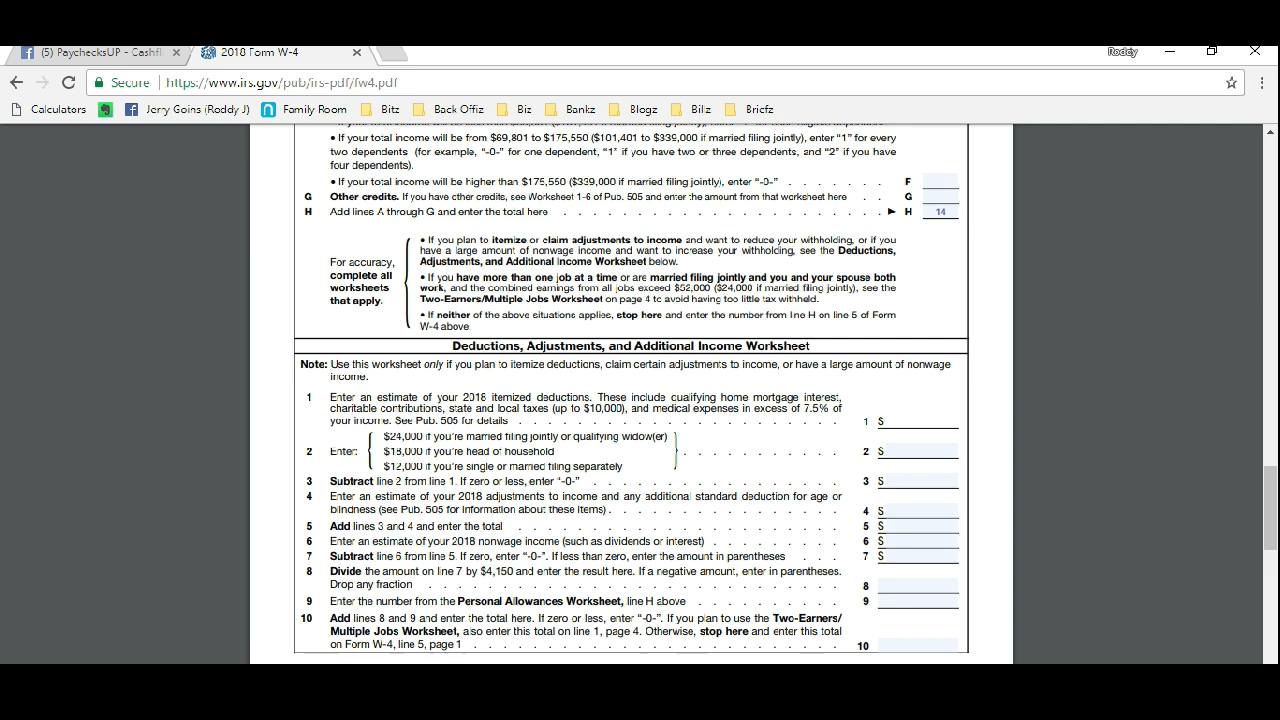 (5) PaychecksUP - Cashfl
2018 Form W-4
Roddy
Secure
https://www.irs.gov/pub/irs-pdf/fw4.pdf
Calculators
Jerry Goins (Roddy J)
Family Room
Bitz
Back Offiz
Biz
Bankz
Blogz
Billz
Briefz
• If your total income will be from $69,801 to $175,550 ($101,401 to $339,000 if married filing jointly), enter “1” for every
two dependents (for example, “-0-” for one dependent, “1” if you have two or three dependents, and “2” if you have
four dependents).
• If your total income will be higher than $175,550 ($339,000 if married filing jointly), enter “-0-” . . . . . . . F
G Other credits. If you have other credits, see Worksheet 1-6 of Pub. 505 and enter the amount from that worksheet here . . G
H Add lines A through G and enter the total here . . . . . . . . . . . . . . . . . . . . . . ▶ H 14
For accuracy,
complete all
worksheets
that apply.
• If you plan to itemize or claim adjustments to income and want to reduce your withholding, or if you
have a large amount of nonwage income and want to increase your withholding, see the Deductions,
Adjustments, and Additional Income Worksheet below.
• If you have more than one job at a time or are married filing jointly and you and your spouse both
work, and the combined earnings from all jobs exceed $52,000 ($24,000 if married filing jointly), see the
Two-Earners/Multiple Jobs Worksheet on page 4 to avoid having too little tax withheld.
• If neither of the above situations applies, stop here and enter the number from line H on line 5 of Form
W-4 above.
Deductions, Adjustments, and Additional Income Worksheet
Note: Use this worksheet only if you plan to itemize deductions, claim certain adjustments to income, or have a large amount of nonwage
income.
1 Enter an estimate of your 2018 itemized deductions. These include qualifying home mortgage interest,
charitable contributions, state and local taxes (up to $10,000), and medical expenses in excess of 7.5% of
your income. See Pub. 505 for details . . . . . . . . . . . . . . . . . . . . . 1 $
$24,000 if you're married filing jointly or qualifying widow(er)
2 Enter: $18,000 if you're head of household . . . . . . . . . . . 2 $
$12,000 if you're single or married filing separately
3 Subtract line 2 from line 1. If zero or less, enter “-0-” . . . . . . . . . . . . . . . . . 3 $
4 Enter an estimate of your 2018 adjustments to income and any additional standard deduction for age or
blindness (see Pub. 505 for information about these items) . . . . . . . . . . . . . . . . 4 $
5 Add lines 3 and 4 and enter the total . . . . . . . . . . . . . . . . . . . . . 5 $
6 Enter an estimate of your 2018 nonwage income (such as dividends or interest) . . . . . . . . . 6 $
7 Subtract line 6 from line 5. If zero, enter “-0-”. If less than zero, enter the amount in parentheses . . . 7 $
8 Divide the amount on line 7 by $4,150 and enter the result here. If a negative amount, enter in parentheses.
Drop any fraction . . . . . . . . . . . . . . . . . . . . . . . . . . . 8
9 Enter the number from the Personal Allowances Worksheet, line H above . . . . . . . . . . 9
10 Add lines 8 and 9 and enter the total here. If zero or less, enter “-0-”. If you plan to use the Two-Earners/
Multiple Jobs Worksheet, also enter this total on line 1, page 4. Otherwise, stop here and enter this total
on Form W-4, line 5, page 1 . . . . . . . . . . . . . . . . . . . . . . . . 10